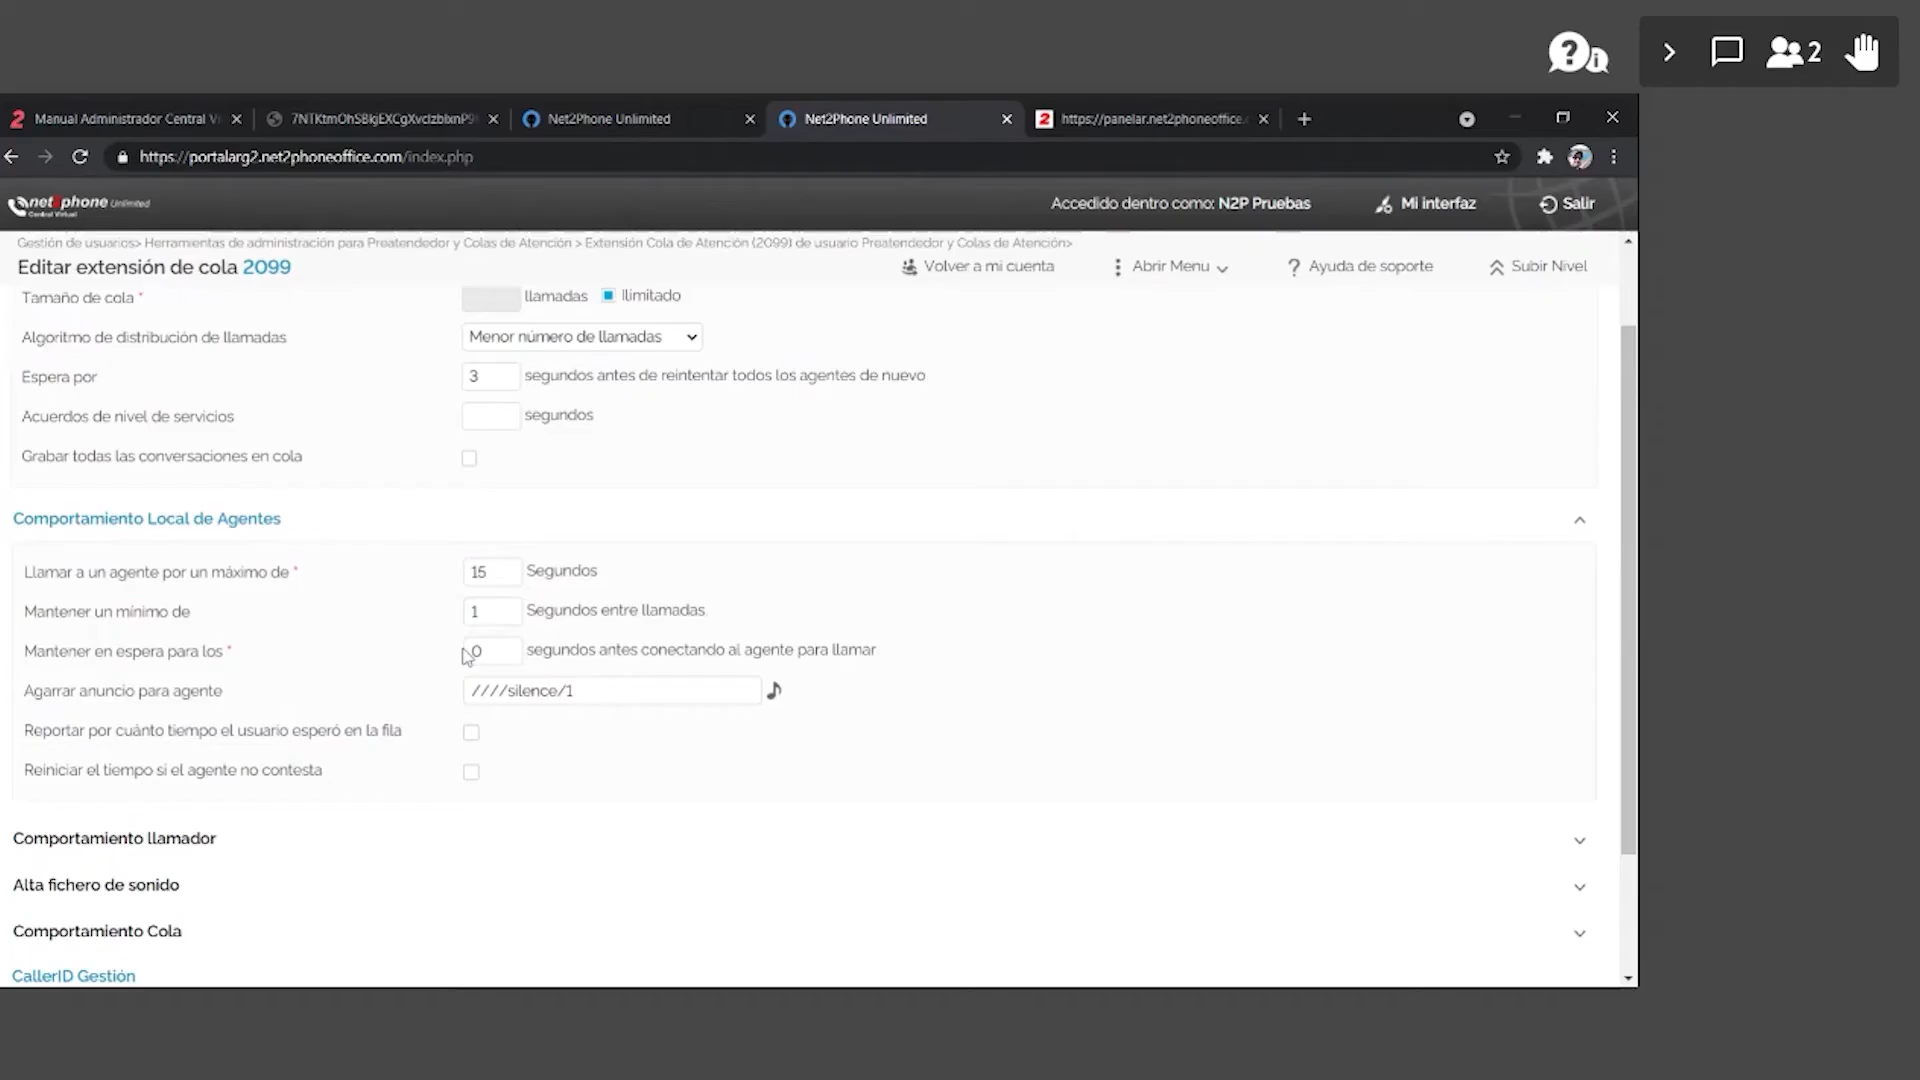 2
Manual Administrador Central Vi
7NTKtmOhSBkjEXCgXvclzblxnP9
Net2Phone Unlimited
Net2Phone Unlimited
2 https://panelar.net2phoneoffice.
https://portalarg2.net2phoneoffice.com/index.php
net2phone Unlimited
Central Virtual
Accedido dentro como: N2P Pruebas
Mi interfaz
Salir
Gestión de usuarios> Herramientas de administración para Preatendedor y Colas de Atención > Extensión Cola de Atención (2099) de usuario Preatendedor y Colas de Atención>
Editar extensión de cola 2099
Volver a mi cuenta
Abrir Menu
? Ayuda de soporte
Subir Nivel
Tamaño de cola *
llamadas
Ilimitado
Algoritmo de distribución de llamadas
Menor número de llamadas
Espera por
3 segundos antes de reintentar todos los agentes de nuevo
Acuerdos de nivel de servicios
segundos
Grabar todas las conversaciones en cola
Comportamiento Local de Agentes
Llamar a un agente por un máximo de *
15 Segundos
Mantener un mínimo de
1 Segundos entre llamadas
Mantener en espera para los *
0 segundos antes conectando al agente para llamar
Agarrar anuncio para agente
////silence/1
Reportar por cuánto tiempo el usuario esperó en la fila
Reiniciar el tiempo si el agente no contesta
Comportamiento llamador
Alta fichero de sonido
Comportamiento Cola
CallerID Gestión